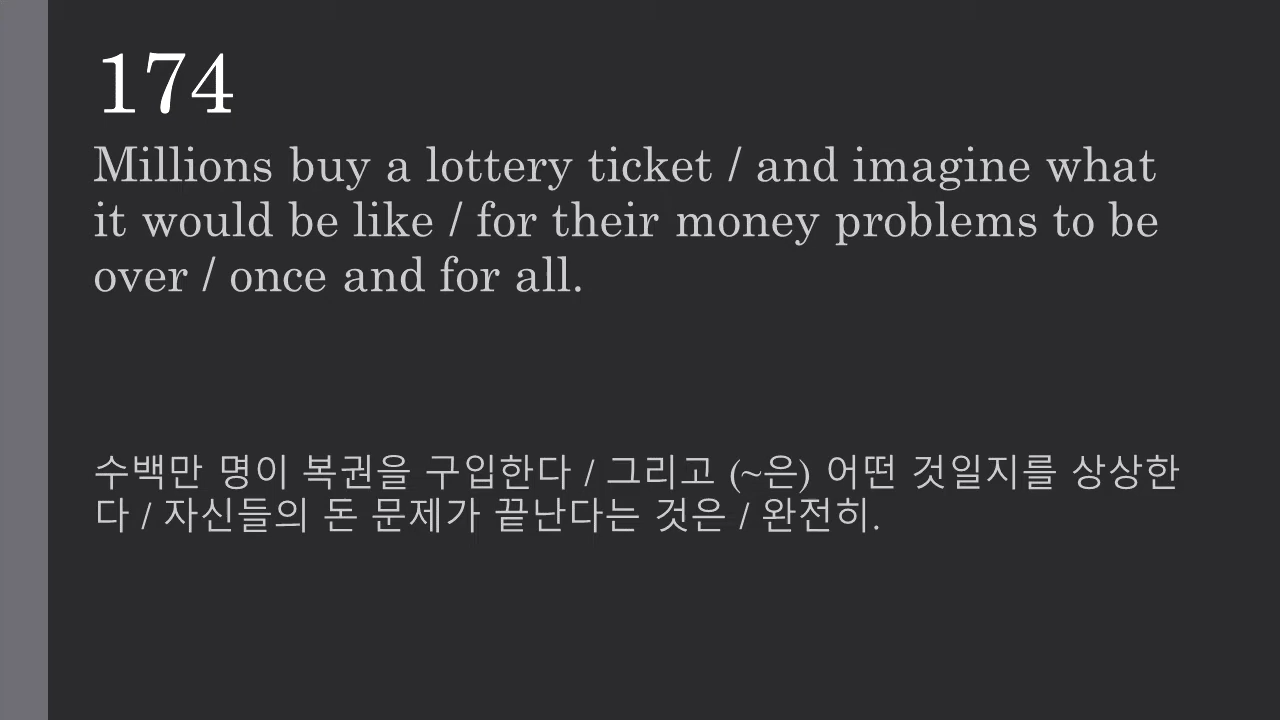 174
Millions buy a lottery ticket / and imagine what
it would be like / for their money problems to be
over / once and for all.
수백만 명이 복권을 구입한다 / 그리고 (~은) 어떤 것일지를 상상한
다 / 자신들의 돈 문제가 끝난다는 것은 / 완전히.